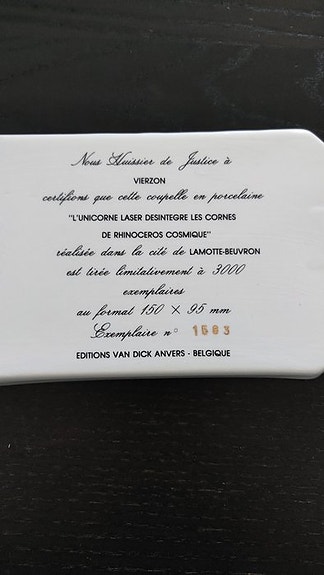 Nous Huissier de Justice à
VIERZON
certifions que cette coupelle en porcelaine
"L'UNICORNE LASER DESINTEGRE LES CORNES
DE RHINOCEROS COSMIQUE"
réalisée dans la cité de LAMOTTE-BEUVRON
est tirée limitativement à 3000
exemplaires
au format 150 X 95 mm
Exemplaire n° 1683
EDITIONS VAN DICK ANVERS - BELGIQUE